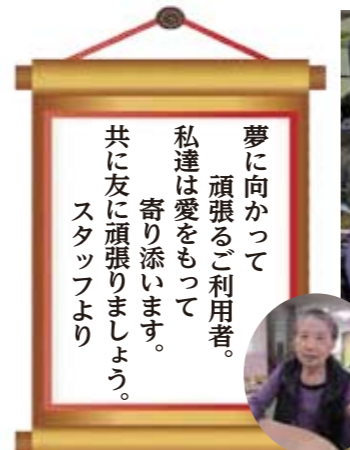 夢に向かって
頑張るご利用者。
私達は愛をもって
寄り添います。
共に友に頑張りましょう。
スタッフより